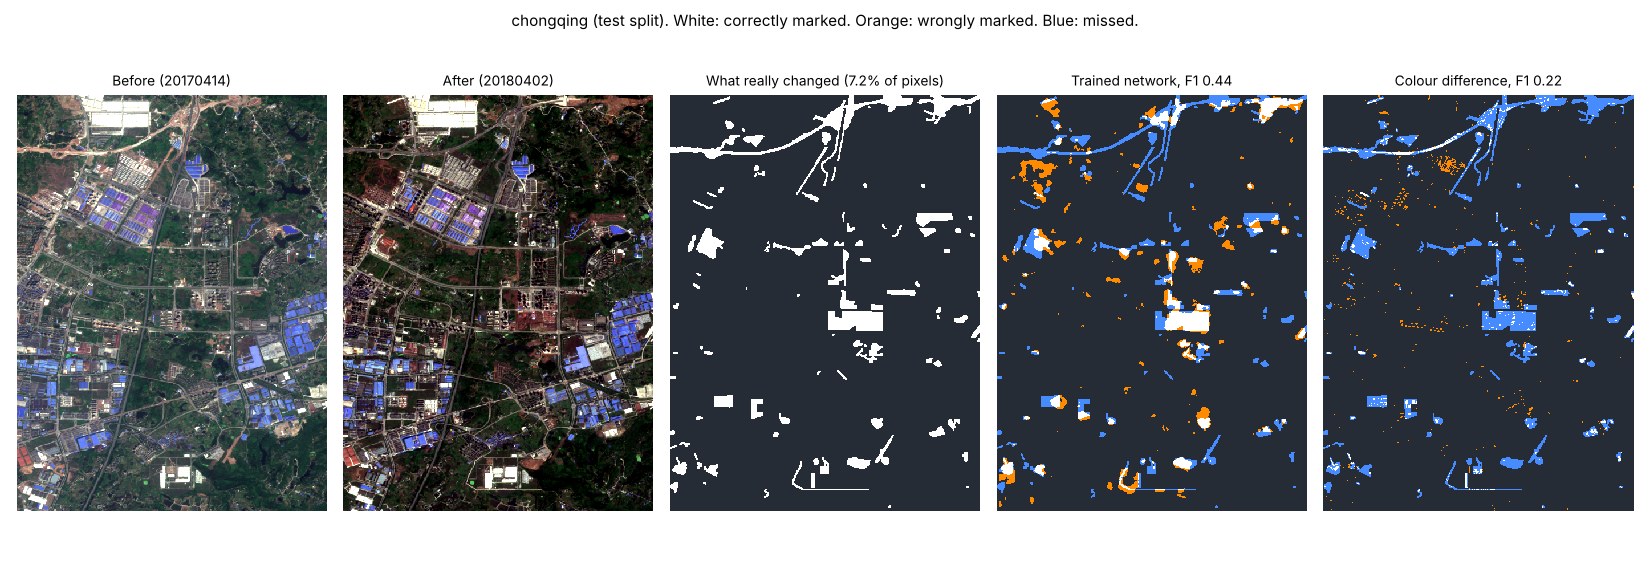 chongqing (test split). White: correctly marked. Orange: wrongly marked. Blue: missed.
Before (20170414)
After (20180402)
What really changed (7.2% of pixels)
Trained network, F1 0.44
Colour difference, F1 0.22